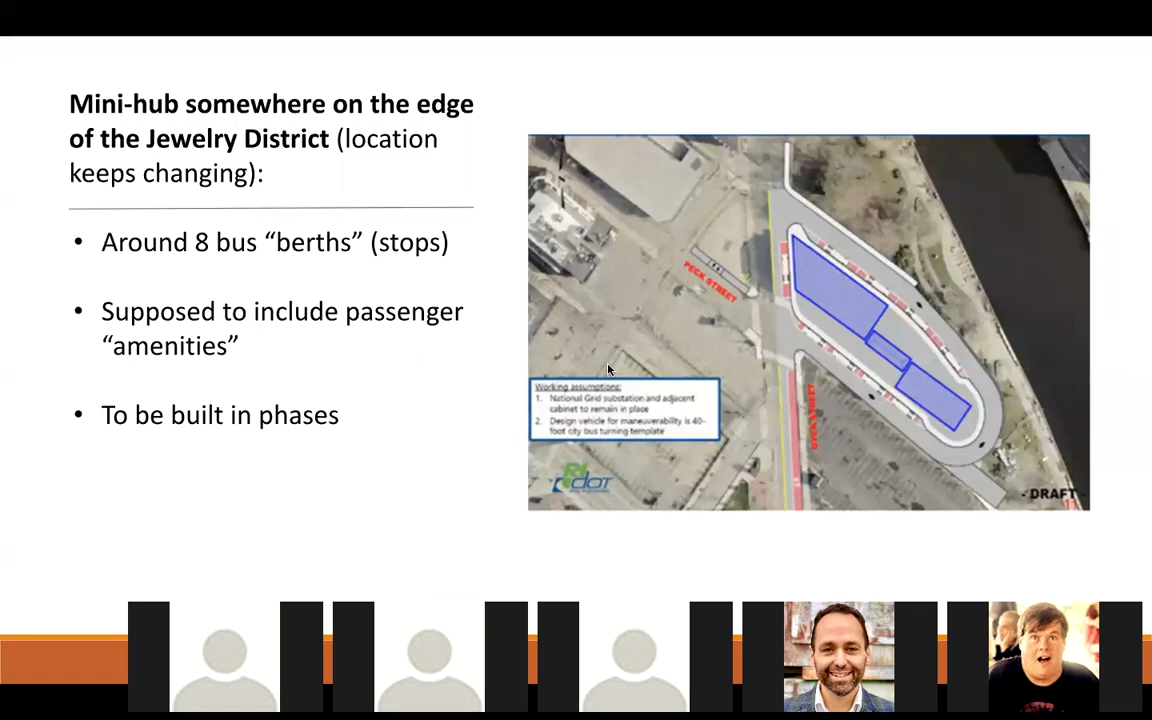 Mini-hub somewhere on the edge
of the Jewelry District (location
keeps changing):
• Around 8 bus “berths” (stops)
• Supposed to include passenger
“amenities”
• To be built in phases
PECK STREET
DYER STREET
Working assumptions:
1. National Grid substation and adjacent
cabinet to remain in place
2. Design vehicle for maneuverability is 40-
foot city bus turning template
RIDOT
- DRAFT -
11